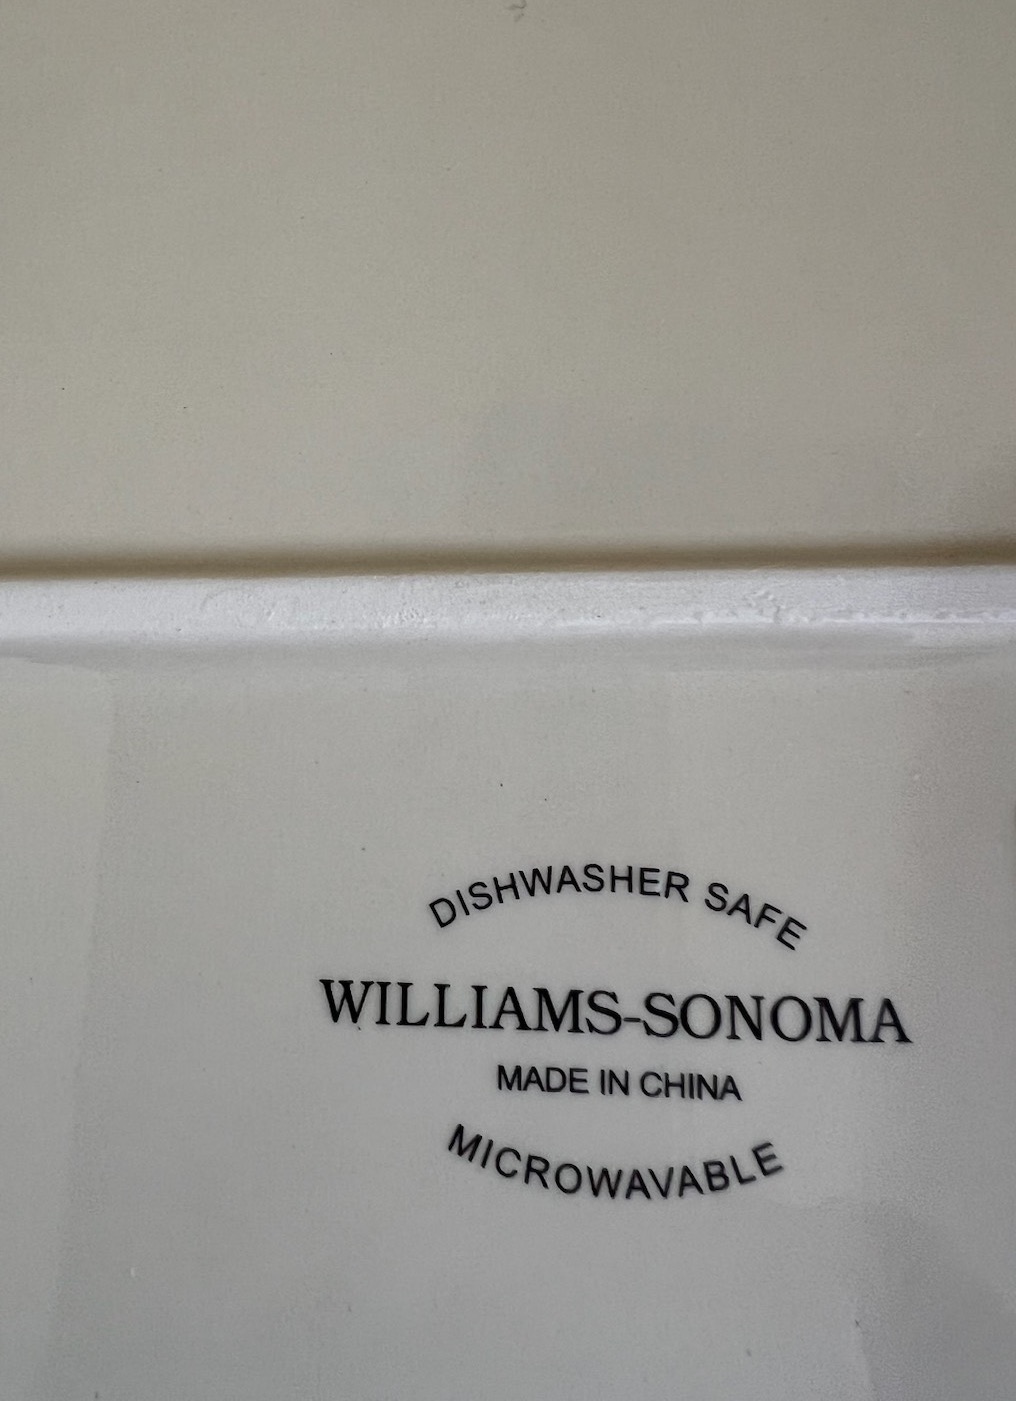 DISHWASHER SAFE
WILLIAMS-SONOMA
MADE IN CHINA
MICROWAVABLE